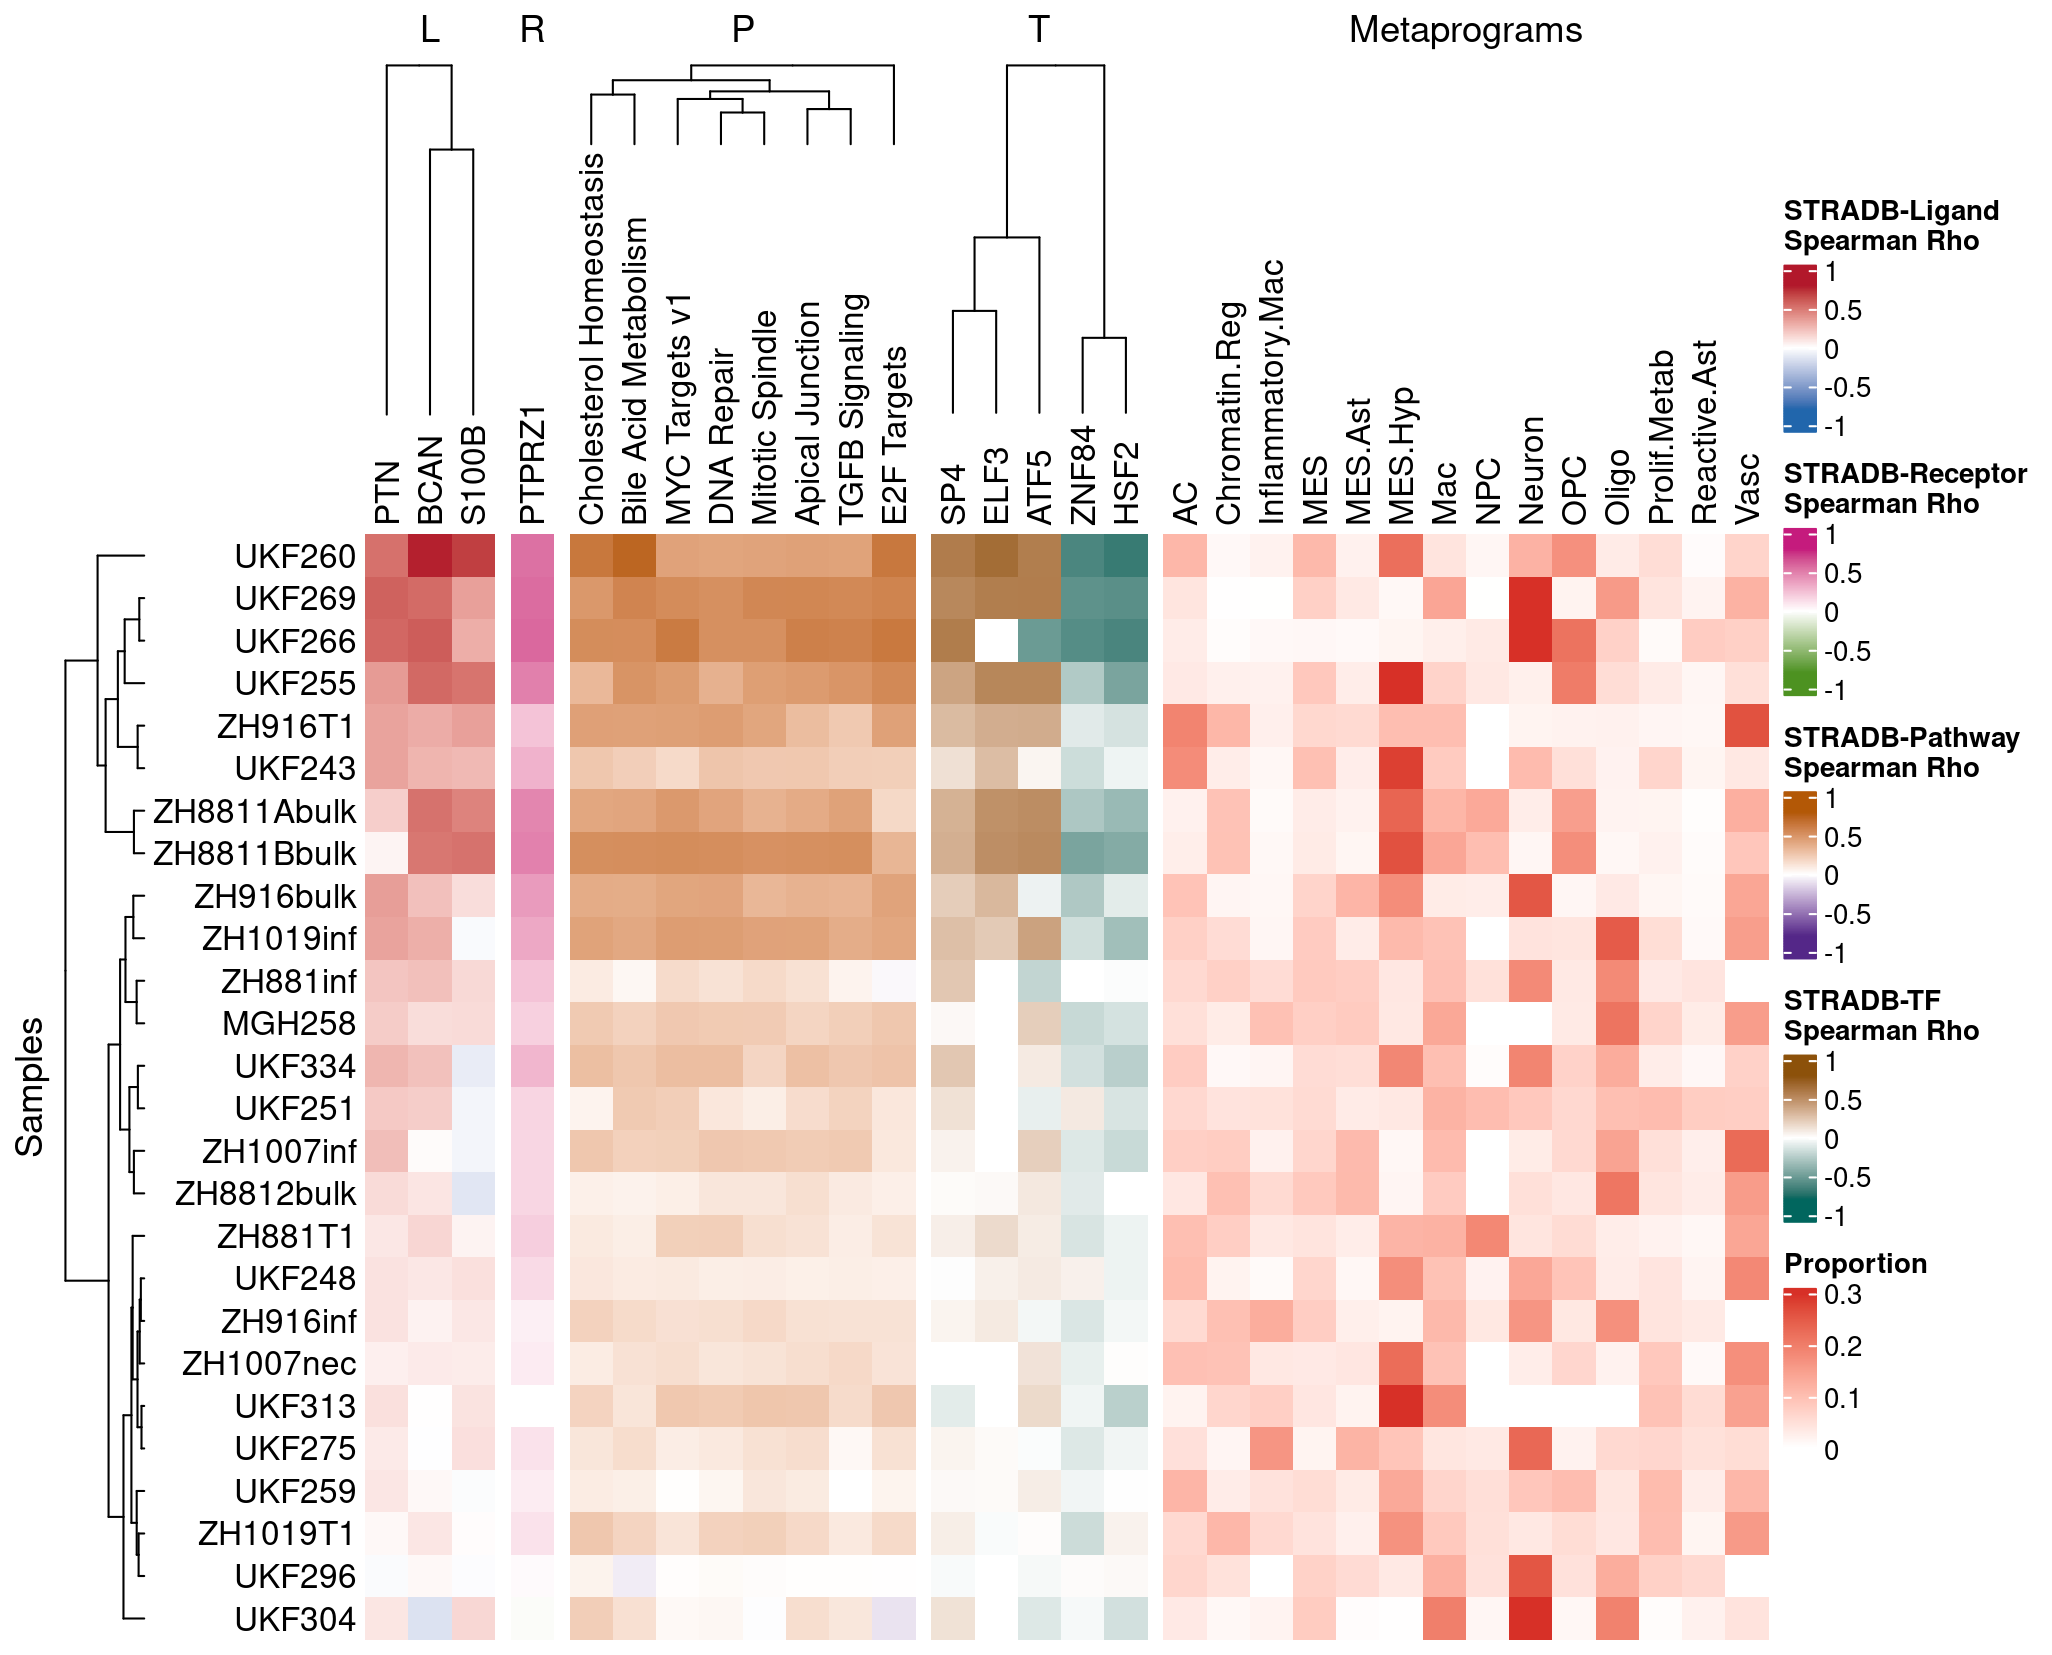 L R P T Metaprograms
PTN
BCAN
S100B
PTPRZ1
Cholesterol Homeostasis
Bile Acid Metabolism
MYC Targets v1
DNA Repair
Mitotic Spindle
Apical Junction
TGFB Signaling
E2F Targets
SP4
ELF3
ATF5
ZNF84
HSF2
AC
Chromatin.Reg
Inflammatory.Mac
MES
MES.Ast
MES.Hyp
Mac
NPC
Neuron
OPC
Oligo
Prolif.Metab
Reactive.Ast
Vasc
Samples
UKF260
UKF269
UKF266
UKF255
ZH916T1
UKF243
ZH8811Abulk
ZH8811Bbulk
ZH916bulk
ZH1019inf
ZH881inf
MGH258
UKF334
UKF251
ZH1007inf
ZH8812bulk
ZH881T1
UKF248
ZH916inf
ZH1007nec
UKF313
UKF275
UKF259
ZH1019T1
UKF296
UKF304
STRADB-Ligand
Spearman Rho
1
0.5
0
-0.5
-1
STRADB-Receptor
Spearman Rho
1
0.5
0
-0.5
-1
STRADB-Pathway
Spearman Rho
1
0.5
0
-0.5
-1
STRADB-TF
Spearman Rho
1
0.5
0
-0.5
-1
Proportion
0.3
0.2
0.1
0